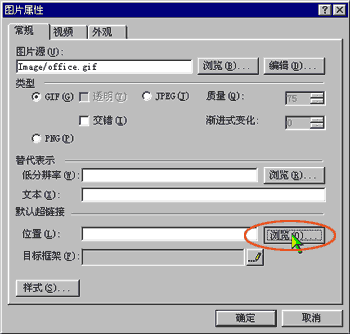 图片属性
常规 视频 外观
图片源(U):
Image/office.gif 浏览(B)... 编辑(D)...
类型
GIF(G) 透明(T) JPEG(T) 质量(Q): 75
交错(I) 渐进式变化: 0
PNG(P)
替代表示
低分辨率(W): 浏览(R)...
文本(X):
默认超链接
位置(L): 浏览...
目标框架(F):
样式(S)...
确定 取消